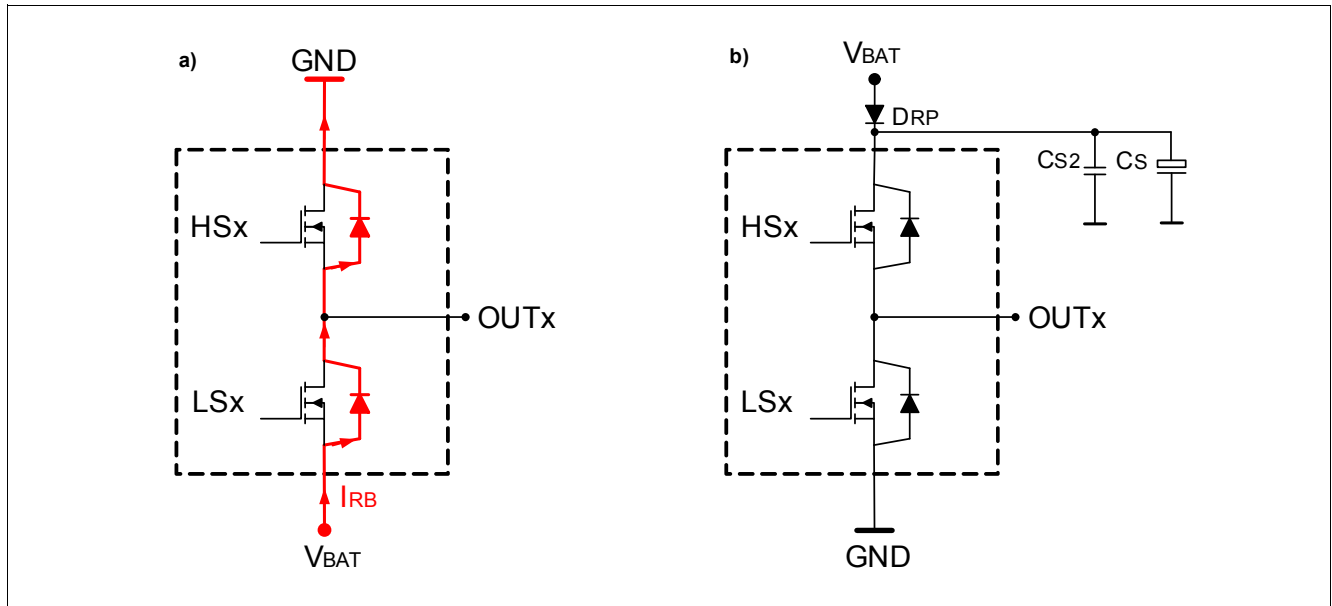 a)
GND
HSx
OUTx
LSx
IRB
VBAT
b)
VBAT
DRP
CS2
CS
HSx
OUTx
LSx
GND